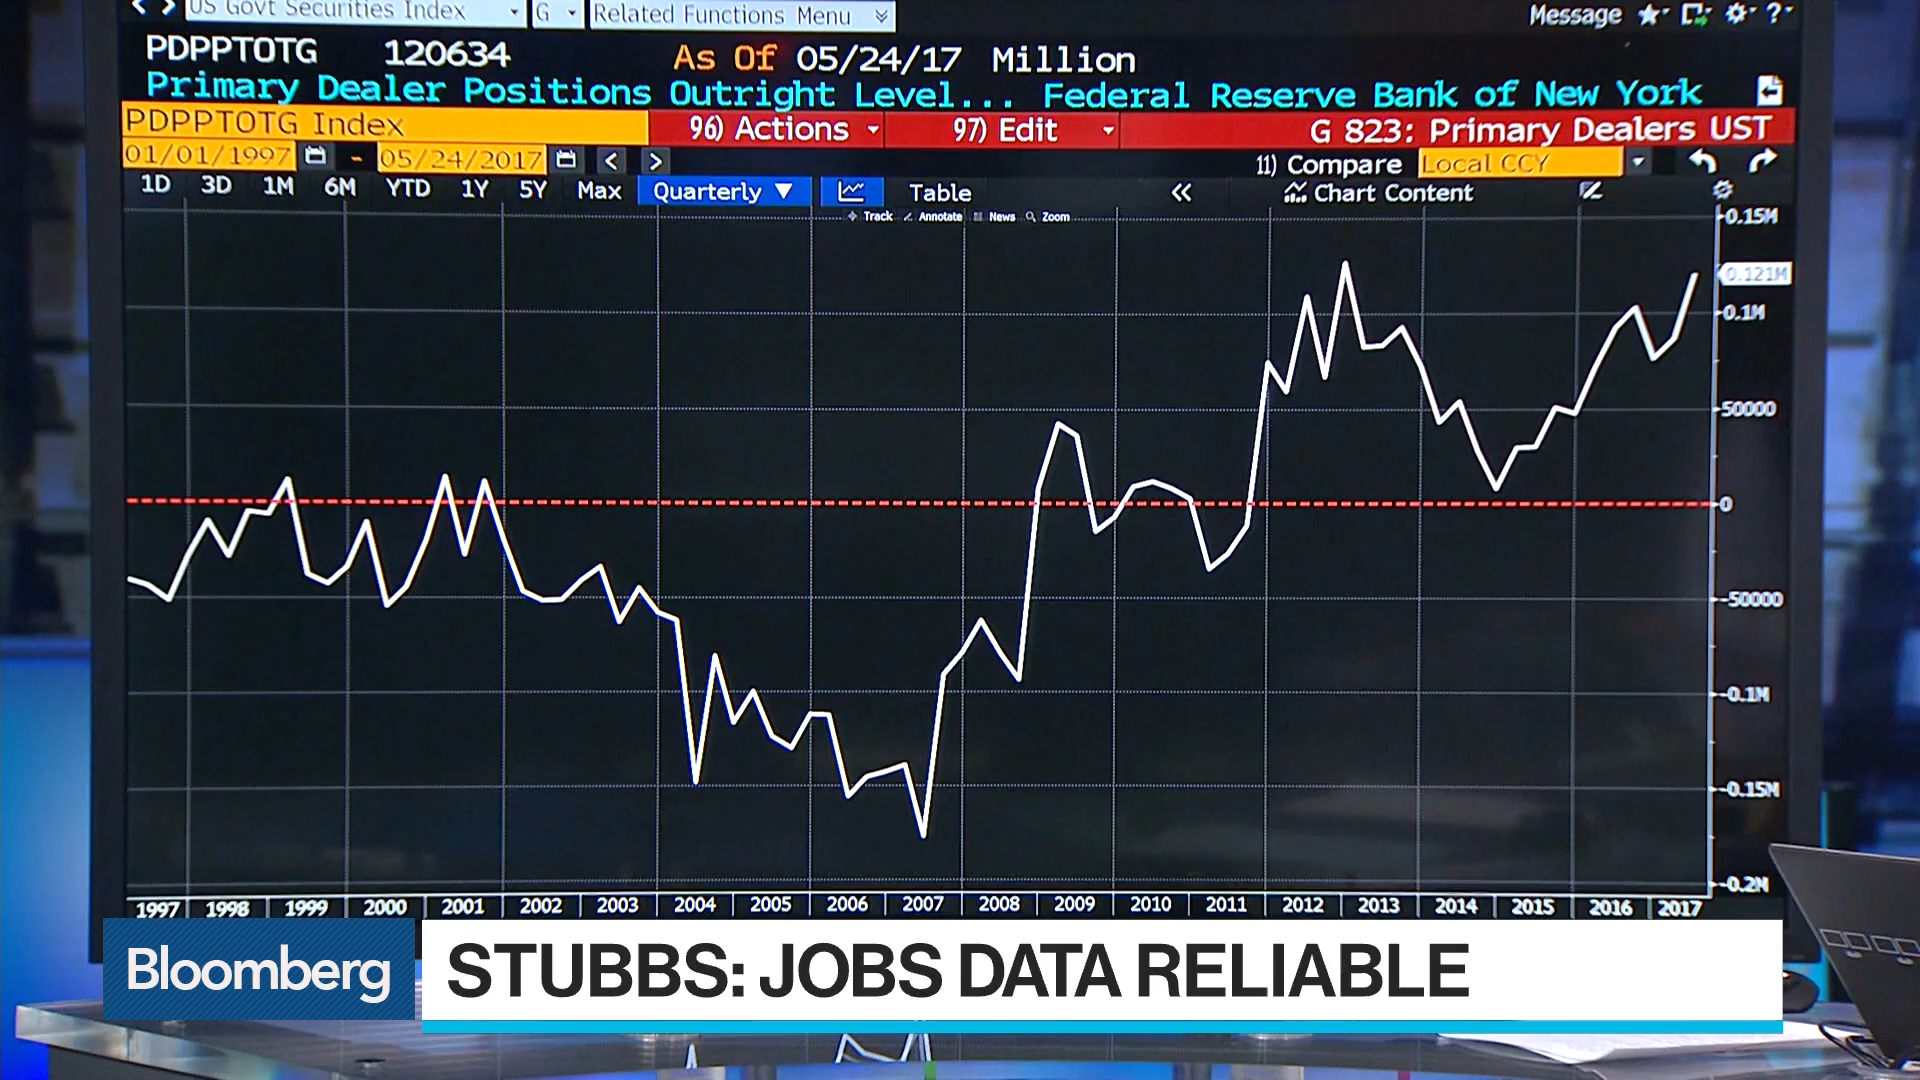 US Govt Securities Index G Related Functions Menu Message ?
PDPPTOTG 120634 As Of 05/24/17 Million
Primary Dealer Positions Outright Level... Federal Reserve Bank of New York
PDPPTOTG Index 96) Actions 97) Edit G 823: Primary Dealers UST
01/01/1997 - 05/24/2017 < > 11) Compare Local CCY
1D 3D 1M 6M YTD 1Y 5Y Max Quarterly ▼ Table « Chart Content
Track Annotate News Zoom
0.15M
0.121M
0.1M
50000
0
-50000
-0.1M
-0.15M
-0.2M
1997 1998 1999 2000 2001 2002 2003 2004 2005 2006 2007 2008 2009 2010 2011 2012 2013 2014 2015 2016 2017
Bloomberg STUBBS: JOBS DATA RELIABLE